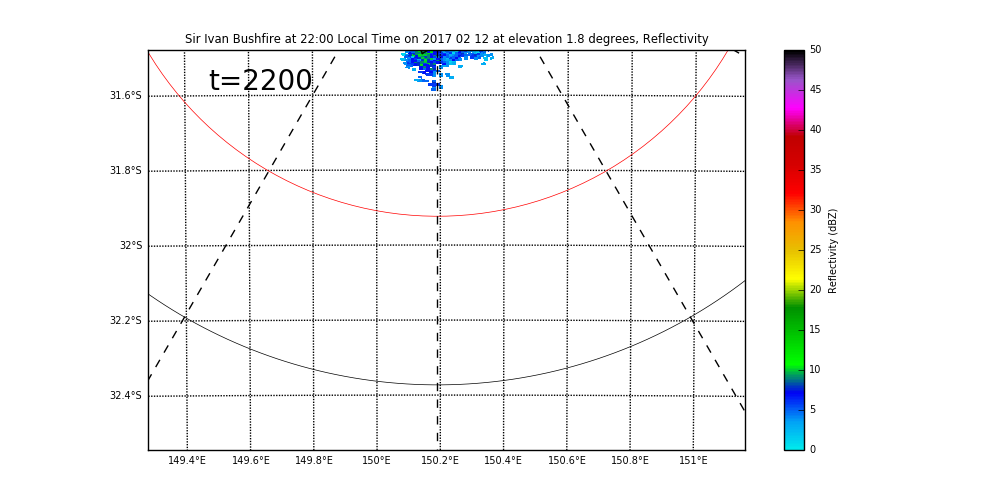 Sir Ivan Bushfire at 22:00 Local Time on 2017 02 12 at elevation 1.8 degrees, Reflectivity
t=2200
31.6°S
31.8°S
32°S
32.2°S
32.4°S
149.4°E 149.6°E 149.8°E 150°E 150.2°E 150.4°E 150.6°E 150.8°E 151°E
50
45
40
35
30
25
20
15
10
5
0
Reflectivity (dBZ)